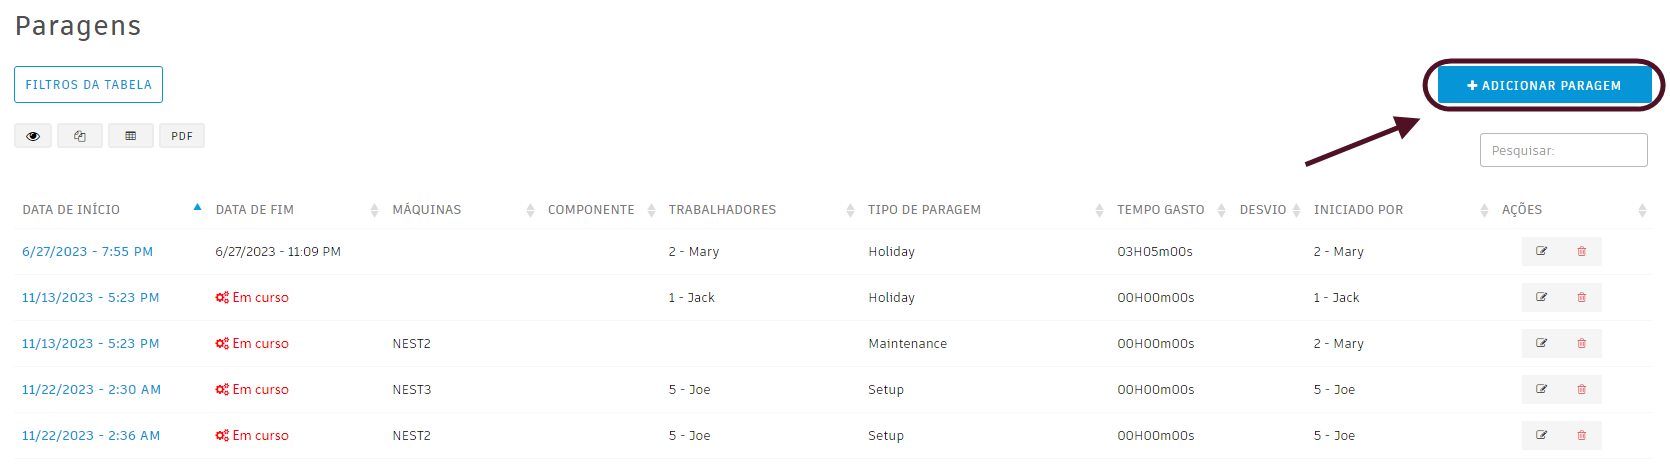 Paragens
FILTROS DA TABELA
ADICIONAR PARAGEM
PDF
Pesquisar:
DATA DE INÍCIO DATA DE FIM MÁQUINAS COMPONENTE TRABALHADORES TIPO DE PARAGEM TEMPO GASTO DESVIO INICIADO POR AÇÕES
6/27/2023 - 7:55 PM 6/27/2023 - 11:09 PM 2 - Mary Holiday 03H05m00s 2 - Mary
11/13/2023 - 5:23 PM Em curso 1 - Jack Holiday 00H00m00s 1 - Jack
11/13/2023 - 5:23 PM Em curso NEST2 Maintenance 00H00m00s 2 - Mary
11/22/2023 - 2:30 AM Em curso NEST3 5 - Joe Setup 00H00m00s 5 - Joe
11/22/2023 - 2:36 AM Em curso NEST2 5 - Joe Setup 00H00m00s 5 - Joe